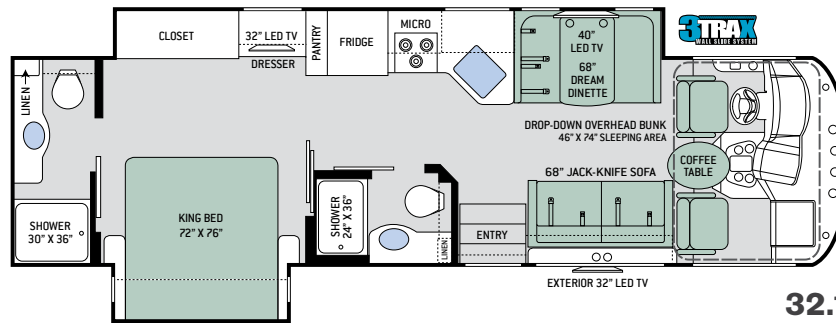 CLOSET
32" LED TV
DRESSER
PANTRY
FRIDGE
MICRO
40"
LED TV
68"
DREAM
DINETTE
3TRAX
WALL SLIDE SYSTEM
LINEN
DROP-DOWN OVERHEAD BUNK
46" X 74" SLEEPING AREA
COFFEE
TABLE
68" JACK-KNIFE SOFA
SHOWER
30" X 36"
KING BED
72" X 76"
SHOWER
24" X 36"
LINEN
ENTRY
EXTERIOR 32" LED TV